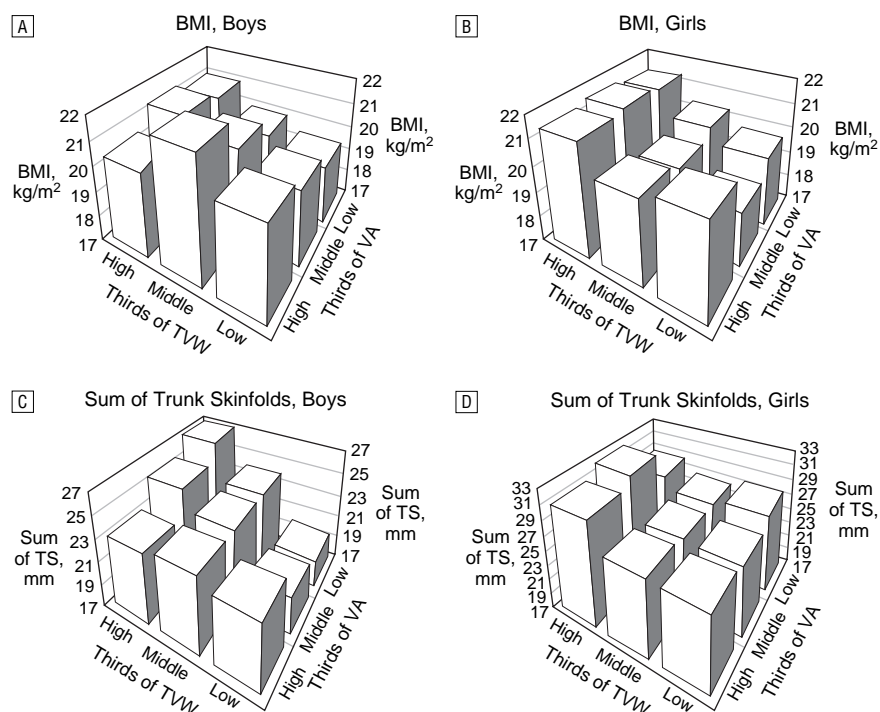 A
BMI, Boys
22
21
20
19
18
17
BMI,
kg/m2
22
21
20
19
18
17
BMI,
kg/m2
High
Middle
Low
Thirds of TVW
High
Middle
Low
Thirds of VA
B
BMI, Girls
22
21
20
19
18
17
BMI,
kg/m2
22
21
20
19
18
17
BMI,
kg/m2
High
Middle
Low
Thirds of TVW
High
Middle
Low
Thirds of VA
C
Sum of Trunk Skinfolds, Boys
27
25
23
21
19
17
Sum
of TS,
mm
27
25
23
21
19
17
Sum
of TS,
mm
High
Middle
Low
Thirds of TVW
High
Middle
Low
Thirds of VA
D
Sum of Trunk Skinfolds, Girls
33
31
29
27
25
23
21
19
17
Sum
of TS,
mm
33
31
29
27
25
23
21
19
17
Sum
of TS,
mm
High
Middle
Low
Thirds of TVW
High
Middle
Low
Thirds of VA